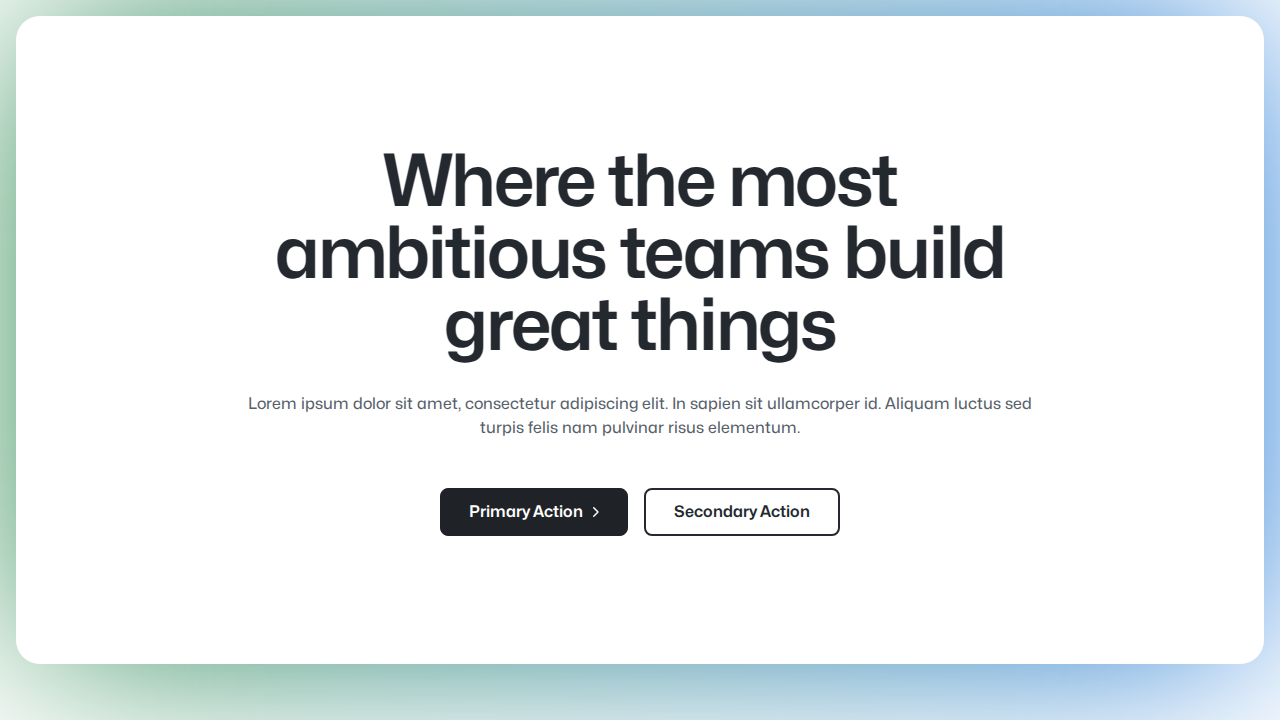 Where the most
ambitious teams build
great things
Lorem ipsum dolor sit amet, consectetur adipiscing elit. In sapien sit ullamcorper id. Aliquam luctus sed
turpis felis nam pulvinar risus elementum.
Primary Action
Secondary Action